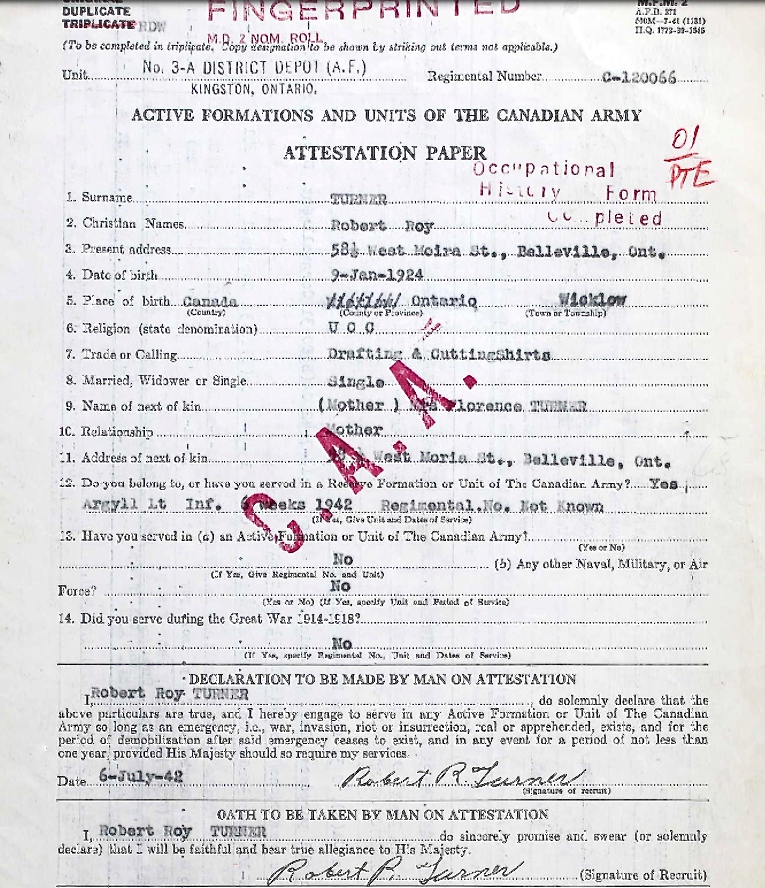 DUPLICATE
TRIPLICATE
FINGERPRINTED
A.F.B. 271
500M-7-41 (1131)
H.Q. 1772-39-1545
M.D. 2 NOM. ROLL
(To be completed in triplicate. Copy designation to be shown by striking out terms not applicable.)
Unit No. 3-A DISTRICT DEPOT (A.F.) Regimental Number C-120066
KINGSTON, ONTARIO.
ACTIVE FORMATIONS AND UNITS OF THE CANADIAN ARMY
01
PTE
ATTESTATION PAPER
Occupational
History Form
Completed
1. Surname TURNER
2. Christian Names Robert Roy
3. Present address 58½ West Moira St., Belleville, Ont.
4. Date of birth 9-Jan-1924
5. Place of birth Canada Ontario Wicklow
(Country) (County or Province) (Town or Township)
6. Religion (state denomination) U C C
7. Trade or Calling Drafting & CuttingShirts
8. Married, Widower or Single Single
9. Name of next of kin (Mother ) Mrs Florence TURNER
10. Relationship Mother
11. Address of next of kin West Moria St., Belleville, Ont.
12. Do you belong to, or have you served in a Reserve Formation or Unit of The Canadian Army? Yes
Argyll Lt Inf. Weeks 1942 Regimental.No. Not Known
(If Yes, Give Unit and Dates of Service)
C.A.A.
13. Have you served in (a) an Active Formation or Unit of The Canadian Army?
(Yes or No)
No (b) Any other Naval, Military, or Air
(If Yes, Give Regimental No. and Unit)
Force? No
(Yes or No) (If Yes, specify Unit and Period of Service)
14. Did you serve during the Great War 1914-1918?
No
(If Yes, specify Regimental No., Unit and Dates of Service)
DECLARATION TO BE MADE BY MAN ON ATTESTATION
I, Robert Roy TURNER, do solemnly declare that the
above particulars are true, and I hereby engage to serve in any Active Formation or Unit of The Canadian
Army so long as an emergency, i.e., war, invasion, riot or insurrection, real or apprehended, exists, and for the
period of demobilization after said emergency ceases to exist, and in any event for a period of not less than
one year, provided His Majesty should so require my services.
Date 6-July-42 Robert R. Turner
(Signature of recruit)
OATH TO BE TAKEN BY MAN ON ATTESTATION
I, Robert Roy TURNER do sincerely promise and swear (or solemnly
declare) that I will be faithful and bear true allegiance to His Majesty.
Robert R. Turner (Signature of Recruit)